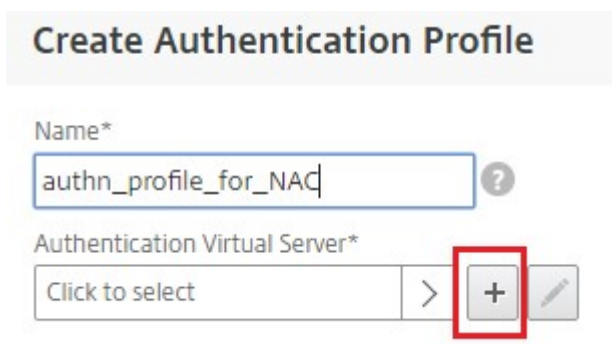 Create Authentication Profile
Name*
authn_profile_for_NAC
?
Authentication Virtual Server*
Click to select > +